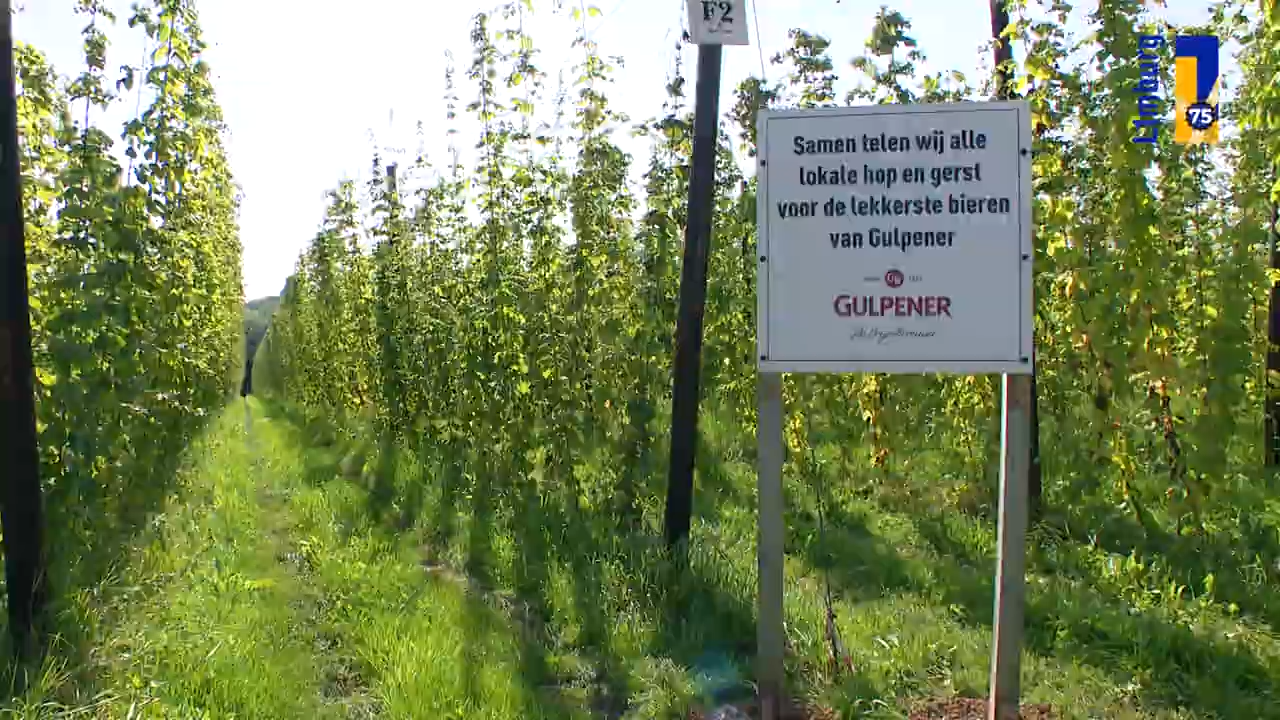 F2
Limburg
75
Samen telen wij alle
lokale hop en gerst
voor de lekkerste bieren
van Gulpener
GULPENER